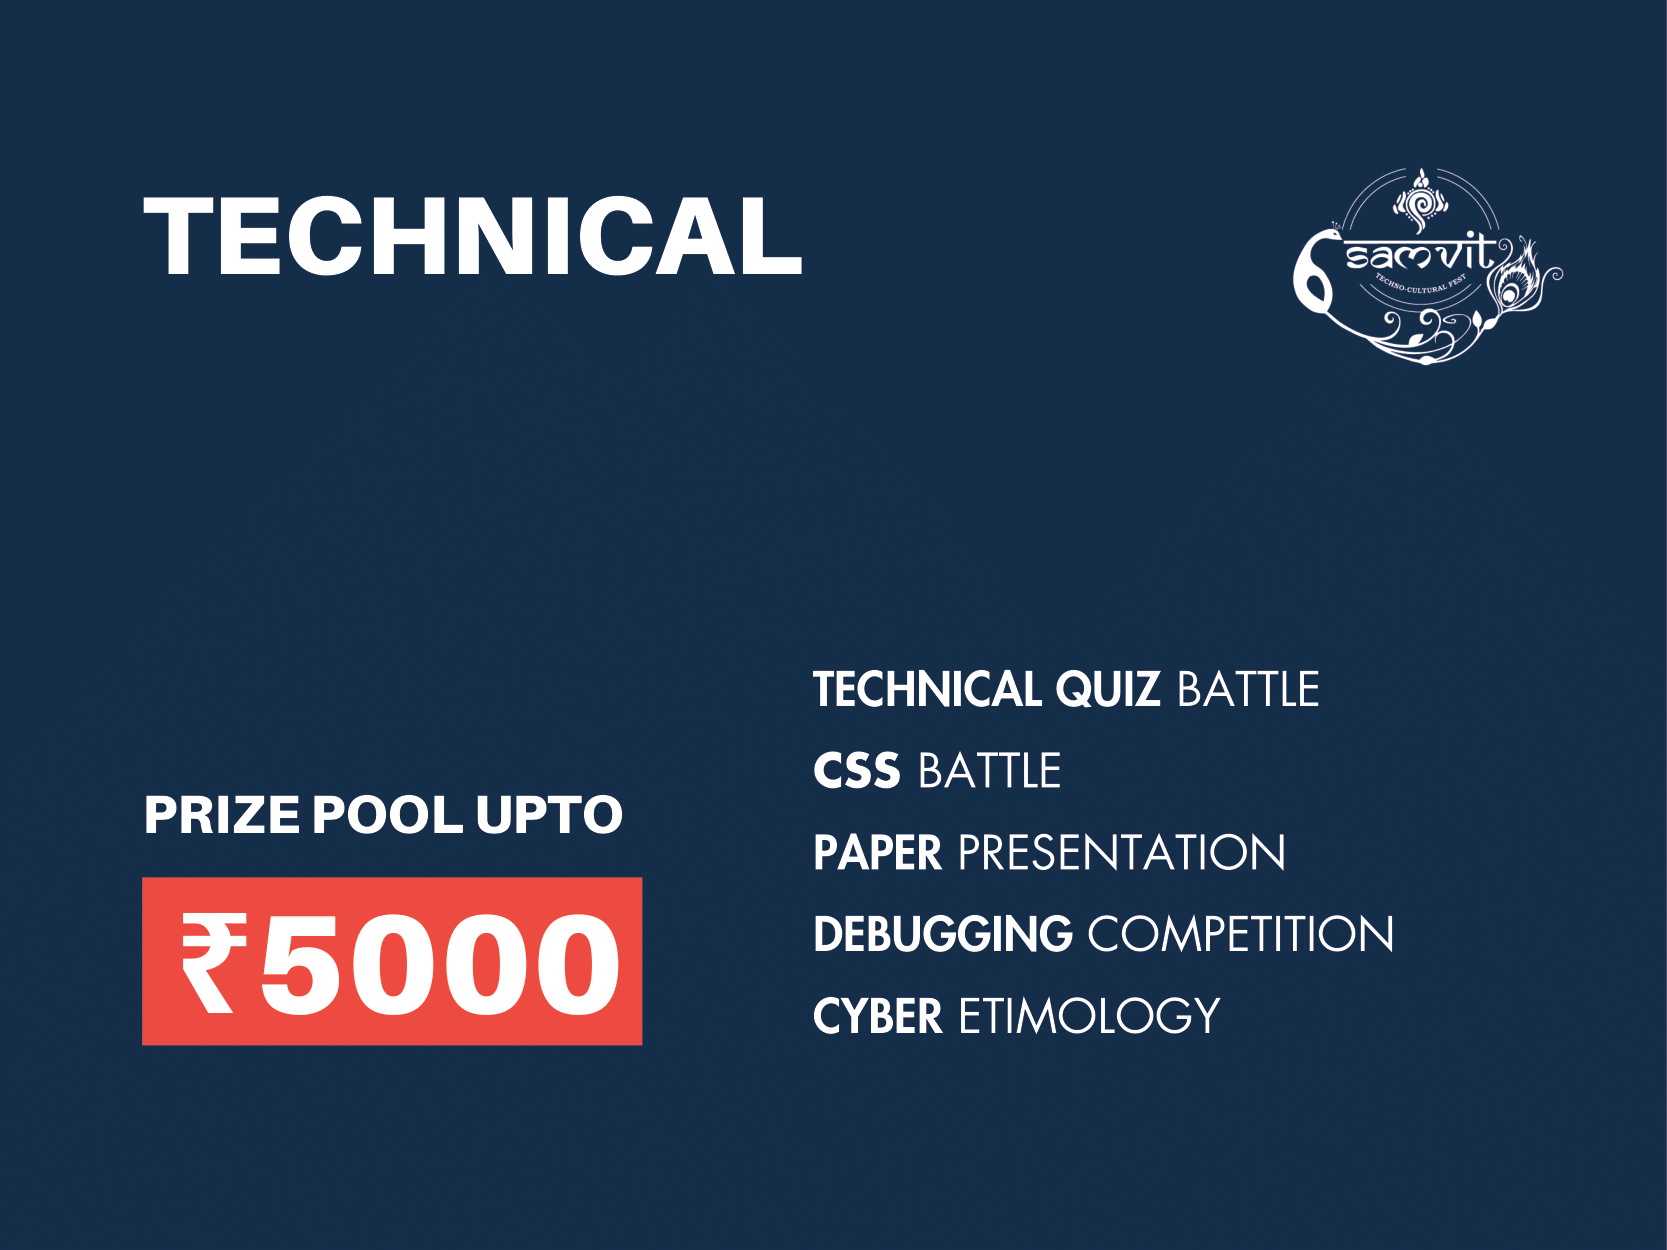 TECHNICAL
samvit
TECHNO-CULTURAL FEST
PRIZE POOL UPTO
₹5000
TECHNICAL QUIZ BATTLE
CSS BATTLE
PAPER PRESENTATION
DEBUGGING COMPETITION
CYBER ETIMOLOGY